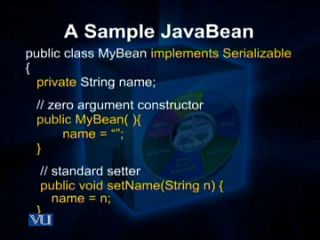 A Sample JavaBean
public class MyBean implements Serializable
{
private String name;
// zero argument constructor
public MyBean( ){
name = “”;
}
// standard setter
public void setName(String n) {
name = n;
}
VU